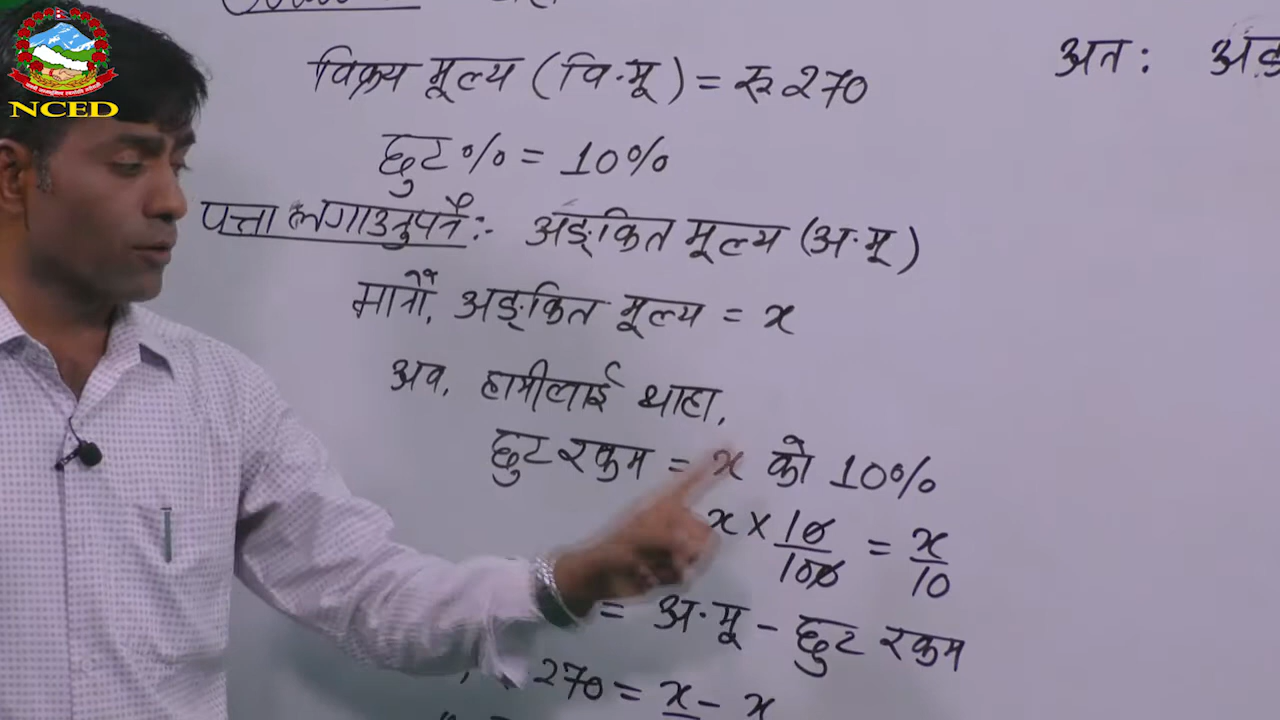 NCED
विक्रय मूल्य (वि.मू) = रु 270
छुट % = 10%
पत्ता लगाउनुपर्ने:- अङ्कित मूल्य (अ.मू)
मानौं, अङ्कित मूल्य = x
अब, हामीलाई थाहा,
छुट रकम = x को 10%
x × 10/100 = x/10
= अ.मू - छुट रकम
270 = x - x
अत: